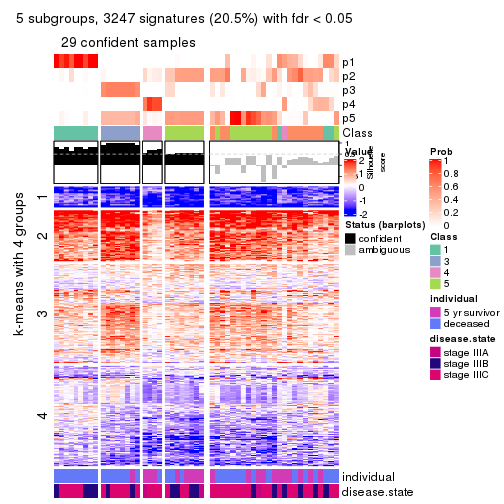 5 subgroups, 3247 signatures (20.5%) with fdr < 0.05
29 confident samples
p1
p2
p3
p4
p5
Class
1
2
3
4
k-means with 4 groups
individual
disease.state
1
Silhouette
score
Value
2
1
0
-1
-2
Status (barplots)
confident
ambiguous
Prob
1
0.8
0.6
0.4
0.2
0
Class
1
3
4
5
individual
5 yr survivor
deceased
disease.state
stage IIIA
stage IIIB
stage IIIC